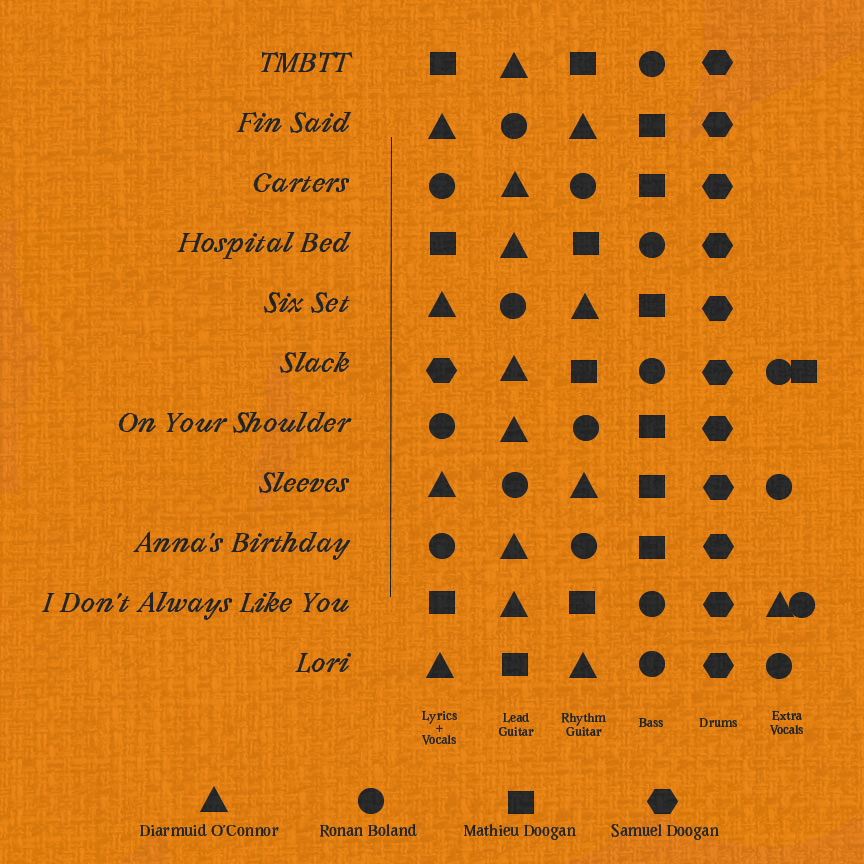 TMBTT
Fin Said
Garters
Hospital Bed
Six Set
Slack
On Your Shoulder
Sleeves
Anna's Birthday
I Don't Always Like You
Lori
Lyrics + Vocals
Lead Guitar
Rhythm Guitar
Bass
Drums
Extra Vocals
Diarmuid O'Connor
Ronan Boland
Mathieu Doogan
Samuel Doogan